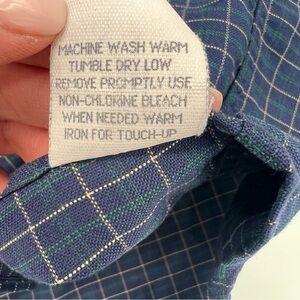 MACHINE WASH WARM
TUMBLE DRY LOW
REMOVE PROMPTLY USE
NON-CHLORINE BLEACH
WHEN NEEDED WARM
IRON FOR TOUCH-UP